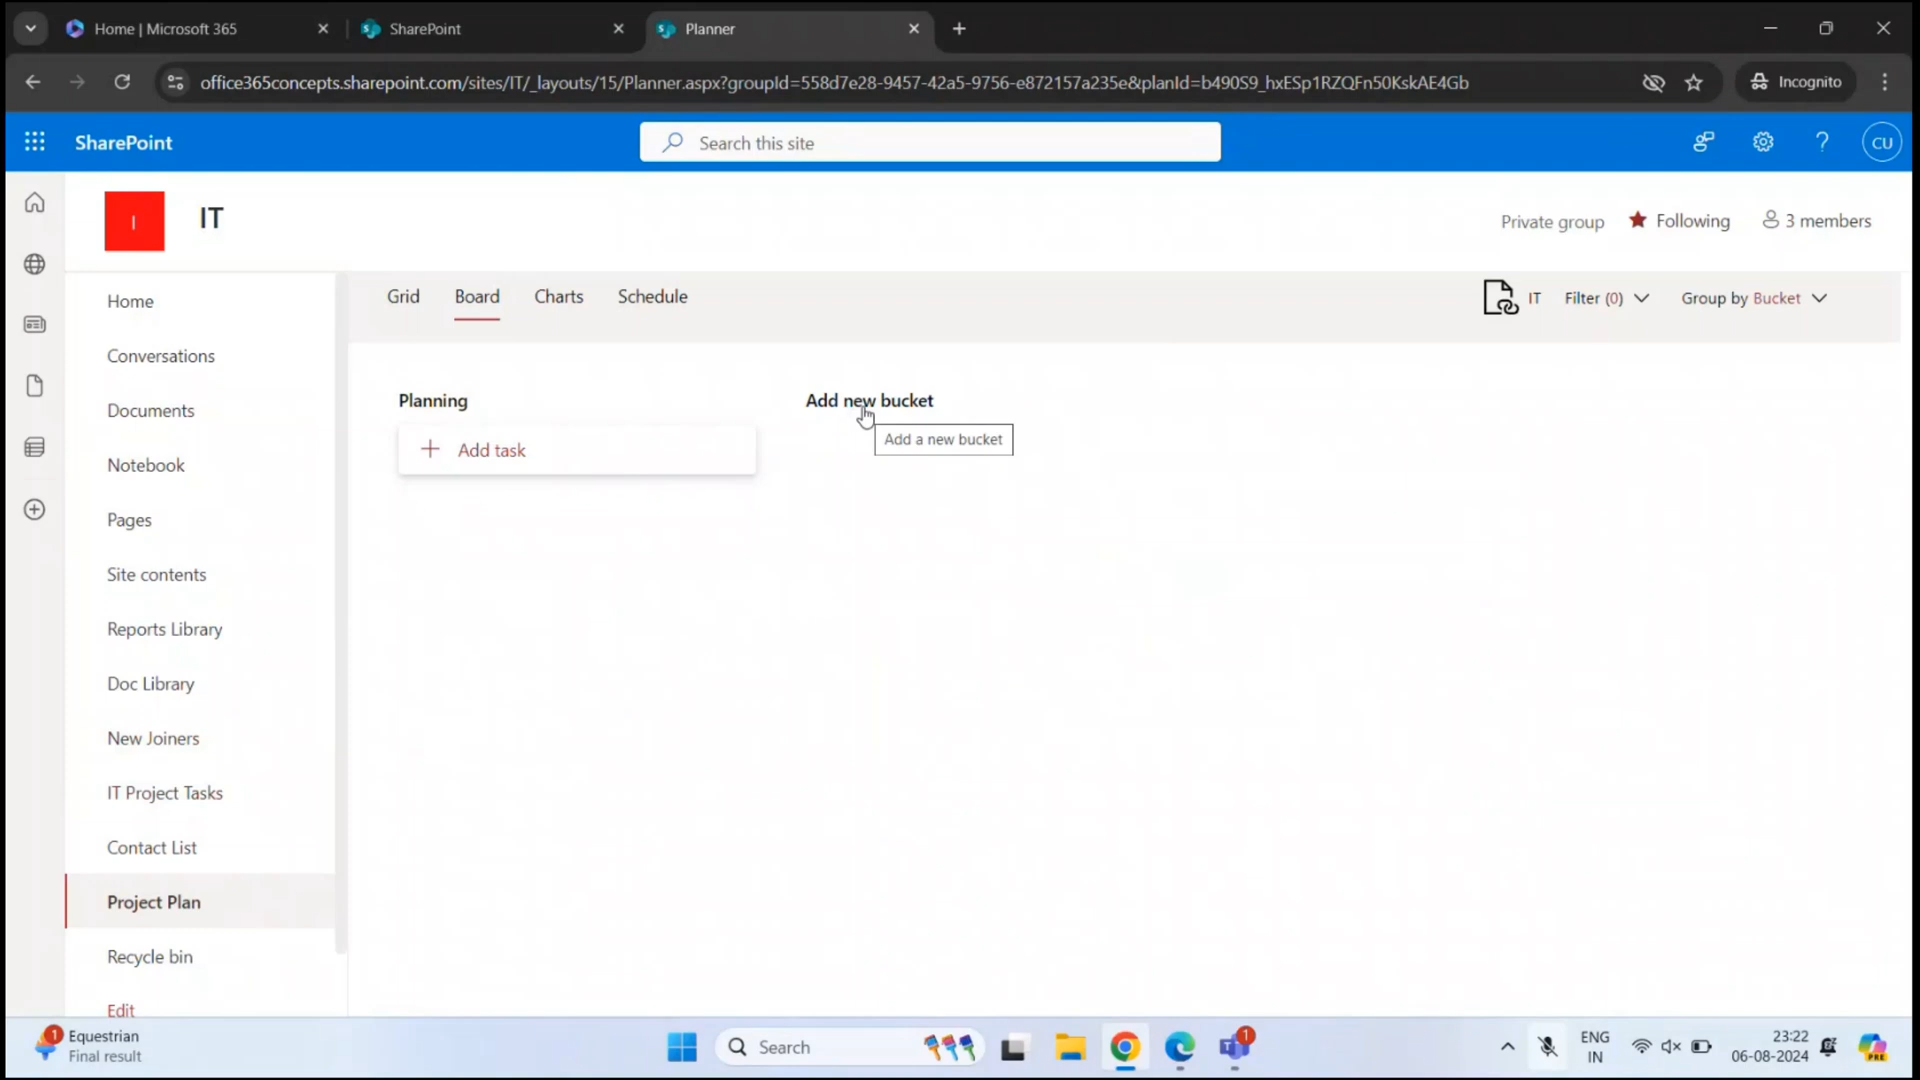 Home | Microsoft 365
SharePoint
Planner
office365concepts.sharepoint.com/sites/IT/_layouts/15/Planner.aspx?groupId=558d7e28-9457-42a5-9756-e872157a235e&planId=b490S9_hxESp1RZQFn50KskAE4Gb
Incognito
SharePoint
Search this site
CU
I
IT
Private group
Following
3 members
Home
Conversations
Documents
Notebook
Pages
Site contents
Reports Library
Doc Library
New Joiners
IT Project Tasks
Contact List
Project Plan
Recycle bin
Edit
Grid
Board
Charts
Schedule
IT
Filter (0)
Group by Bucket
Planning
Add task
Add new bucket
Add a new bucket
1
Equestrian
Final result
Search
1
ENG
IN
23:22
06-08-2024
PRE